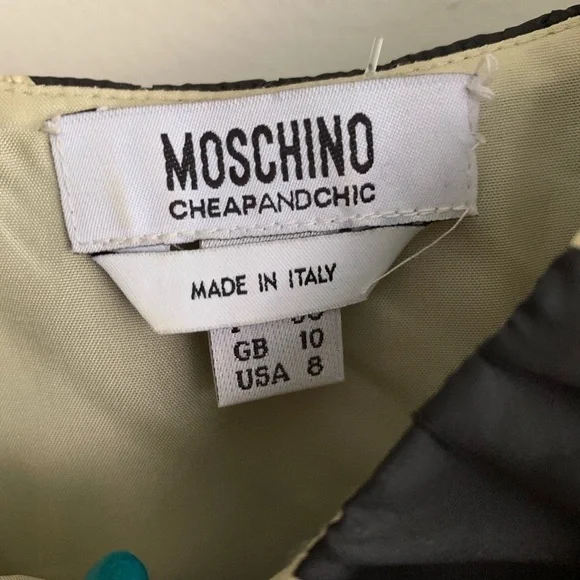 MOSCHINO
CHEAPANDCHIC
MADE IN ITALY
GB 10
USA 8